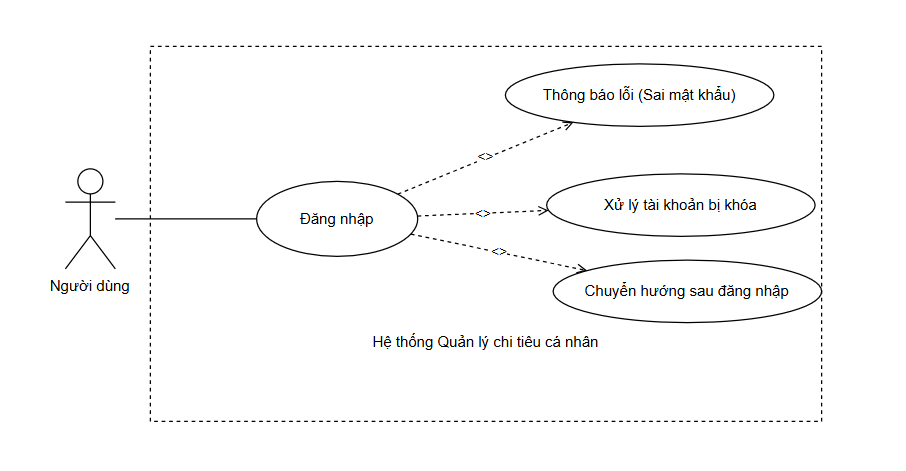 Thông báo lỗi (Sai mật khẩu)
<>
Đăng nhập
<>
Xử lý tài khoản bị khóa
<>
Chuyển hướng sau đăng nhập
Người dùng
Hệ thống Quản lý chi tiêu cá nhân